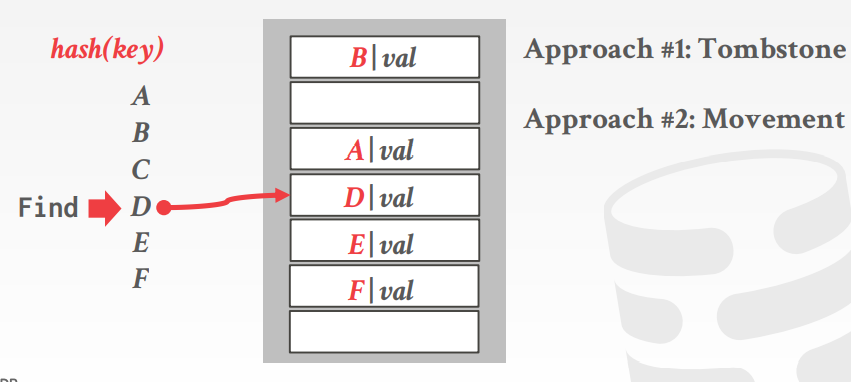 hash(key)
A
B
C
Find D
E
F
B|val
A|val
D|val
E|val
F|val
Approach #1: Tombstone
Approach #2: Movement